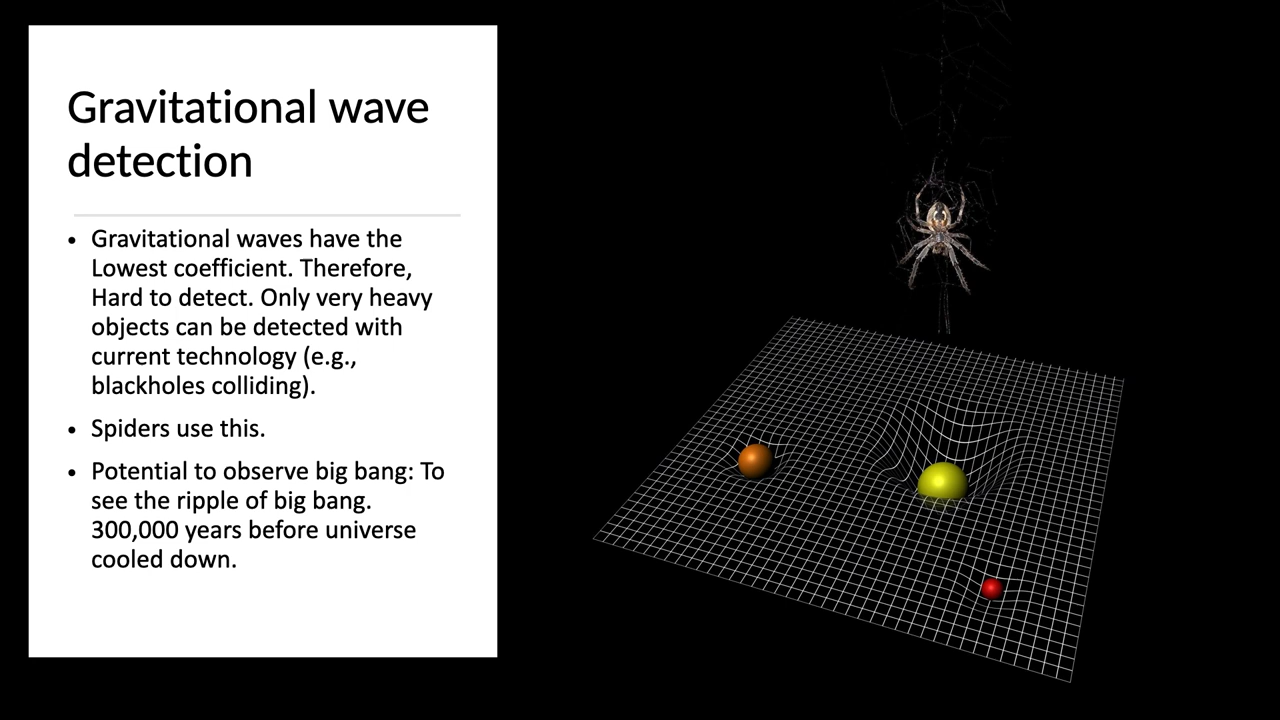 Gravitational wave
detection
• Gravitational waves have the
Lowest coefficient. Therefore,
Hard to detect. Only very heavy
objects can be detected with
current technology (e.g.,
blackholes colliding).
• Spiders use this.
• Potential to observe big bang: To
see the ripple of big bang.
300,000 years before universe
cooled down.